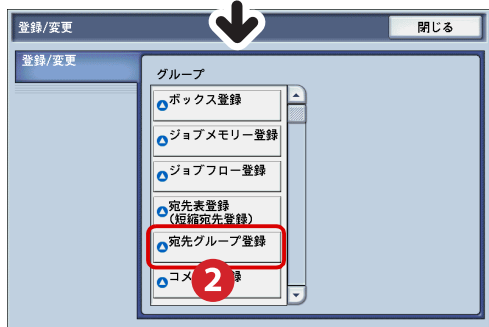 登録/変更
閉じる
登録/変更
グループ
ボックス登録
ジョブメモリー登録
ジョブフロー登録
宛先表登録
(短縮宛先登録)
宛先グループ登録
コメ
2